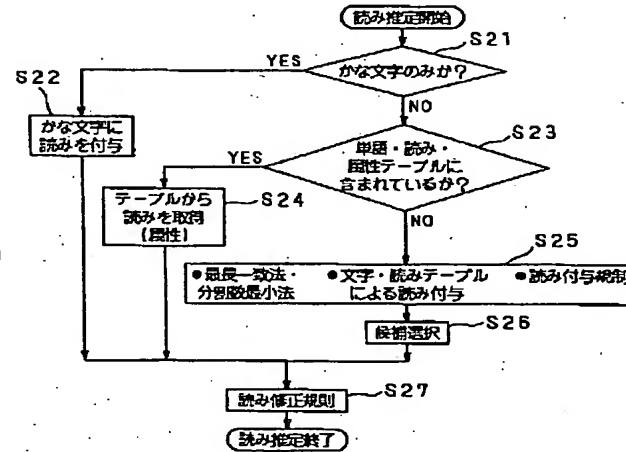 読み推定開始
S21
かな文字のみか?
YES
NO
S22
かな文字に
読みを付与
S23
単語・読み・
属性テーブルに
含まれているか?
YES
NO
S24
テーブルから
読みを取得
(属性)
S25
●最長一致法・
分割数最小法
●文字・読みテーブル
による読み付与
●読み付与規制
S26
候補選択
S27
読み修正規則
読み推定終了